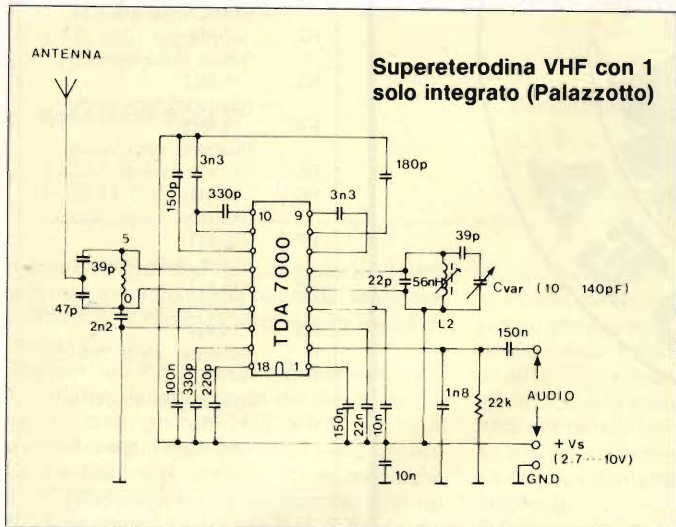 ANTENNA
Supereterodina VHF con 1
solo integrato (Palazzotto)
150p
3n3
330p
180p
3n3
10
9
TDA 7000
18
1
5
0
39p
47p
2n2
22p
56nH
L2
39p
Cvar (10 140pF)
100n
330p
220p
150n
22n
10n
1n8
22k
150n
AUDIO
+ Vs
(2.7···10V)
GND
10n